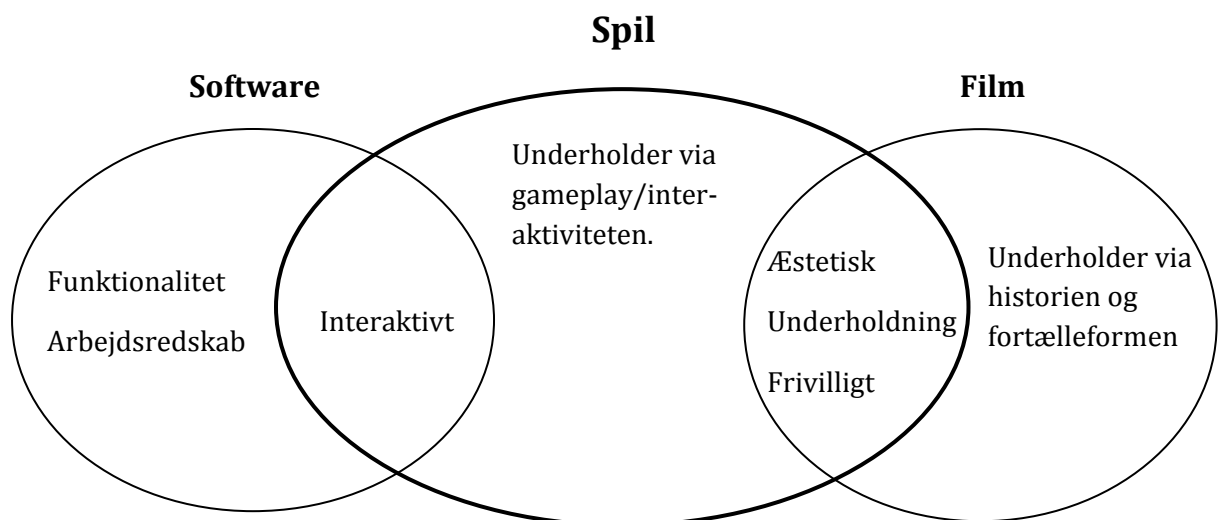 Spil
Software
Film
Funktionalitet
Arbejdsredskab
Interaktivt
Underholder via
gameplay/inter-
aktiviteten.
Æstetisk
Underholdning
Frivilligt
Underholder via
historien og
fortælleformen